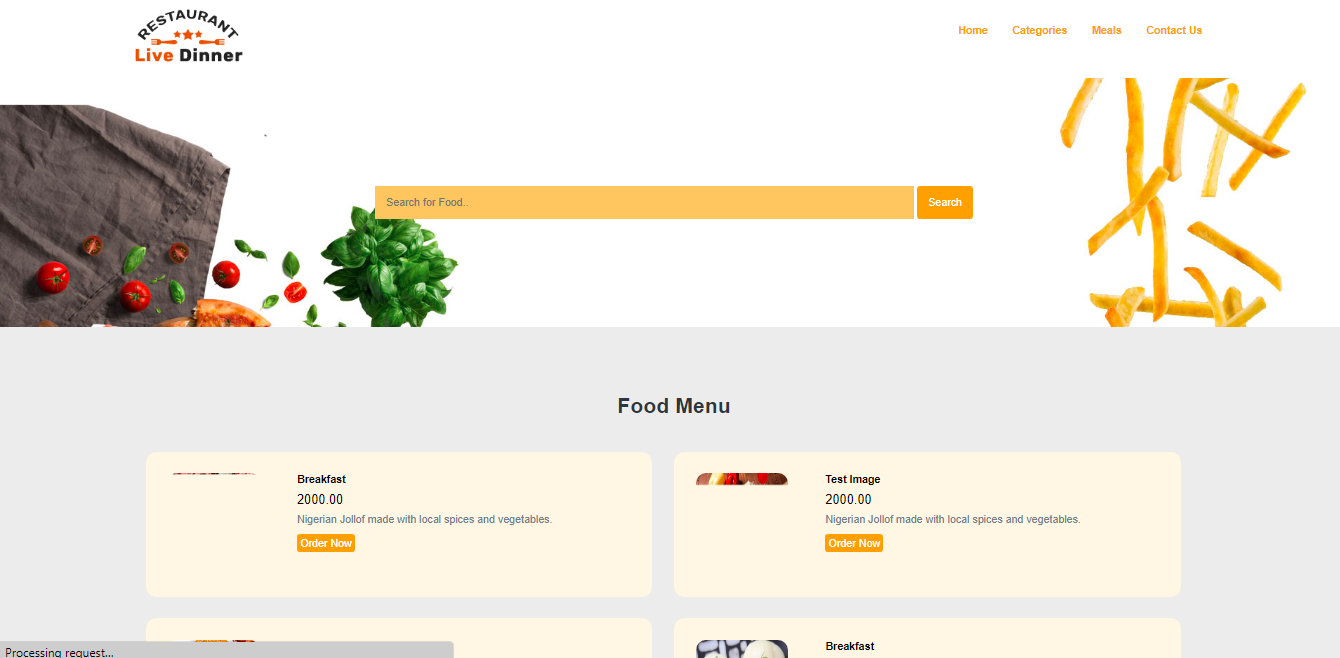 RESTAURANT
Live Dinner
Home Categories Meals Contact Us
Search for Food.. Search
Food Menu
Breakfast
2000.00
Nigerian Jollof made with local spices and vegetables.
Order Now
Test Image
2000.00
Nigerian Jollof made with local spices and vegetables.
Order Now
Breakfast
Processing request...